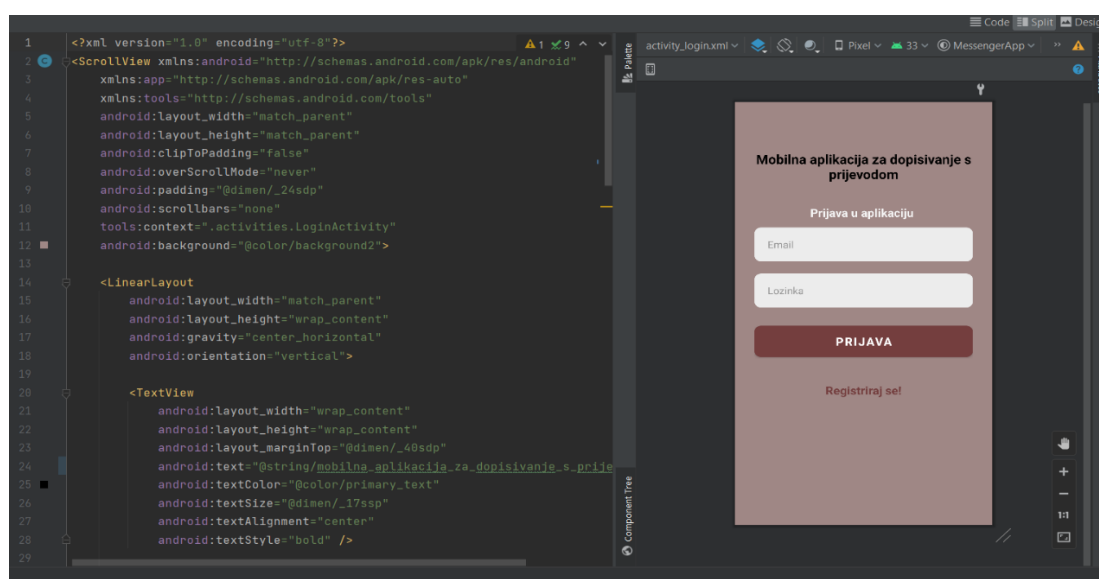 Code Split Desig
1 <?xml version="1.0" encoding="utf-8"?>
2 <ScrollView xmlns:android="http://schemas.android.com/apk/res/android"
3 xmlns:app="http://schemas.android.com/apk/res-auto"
4 xmlns:tools="http://schemas.android.com/tools"
5 android:layout_width="match_parent"
6 android:layout_height="match_parent"
7 android:clipToPadding="false"
8 android:overScrollMode="never"
9 android:padding="@dimen/_24sdp"
10 android:scrollbars="none"
11 tools:context=".activities.LoginActivity"
12 android:background="@color/background2">
13
14 <LinearLayout
15 android:layout_width="match_parent"
16 android:layout_height="wrap_content"
17 android:gravity="center_horizontal"
18 android:orientation="vertical">
19
20 <TextView
21 android:layout_width="wrap_content"
22 android:layout_height="wrap_content"
23 android:layout_marginTop="@dimen/_40sdp"
24 android:text="@string/mobilna_aplikacija_za_dopisivanje_s_prije
25 android:textColor="@color/primary_text"
26 android:textSize="@dimen/_17ssp"
27 android:textAlignment="center"
28 android:textStyle="bold" />
29
1 9
Palette
Component Tree
activity_login.xml Pixel 33 MessengerApp
Mobilna aplikacija za dopisivanje s
prijevodom
Prijava u aplikaciju
Email
Lozinka
PRIJAVA
Registriraj se!
1:1